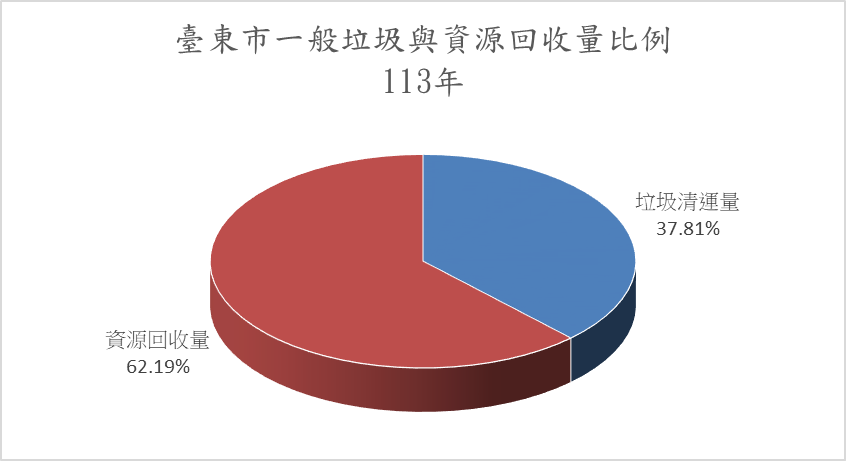 臺東市一般垃圾與資源回收量比例
113年
垃圾清運量
37.81%
資源回收量
62.19%